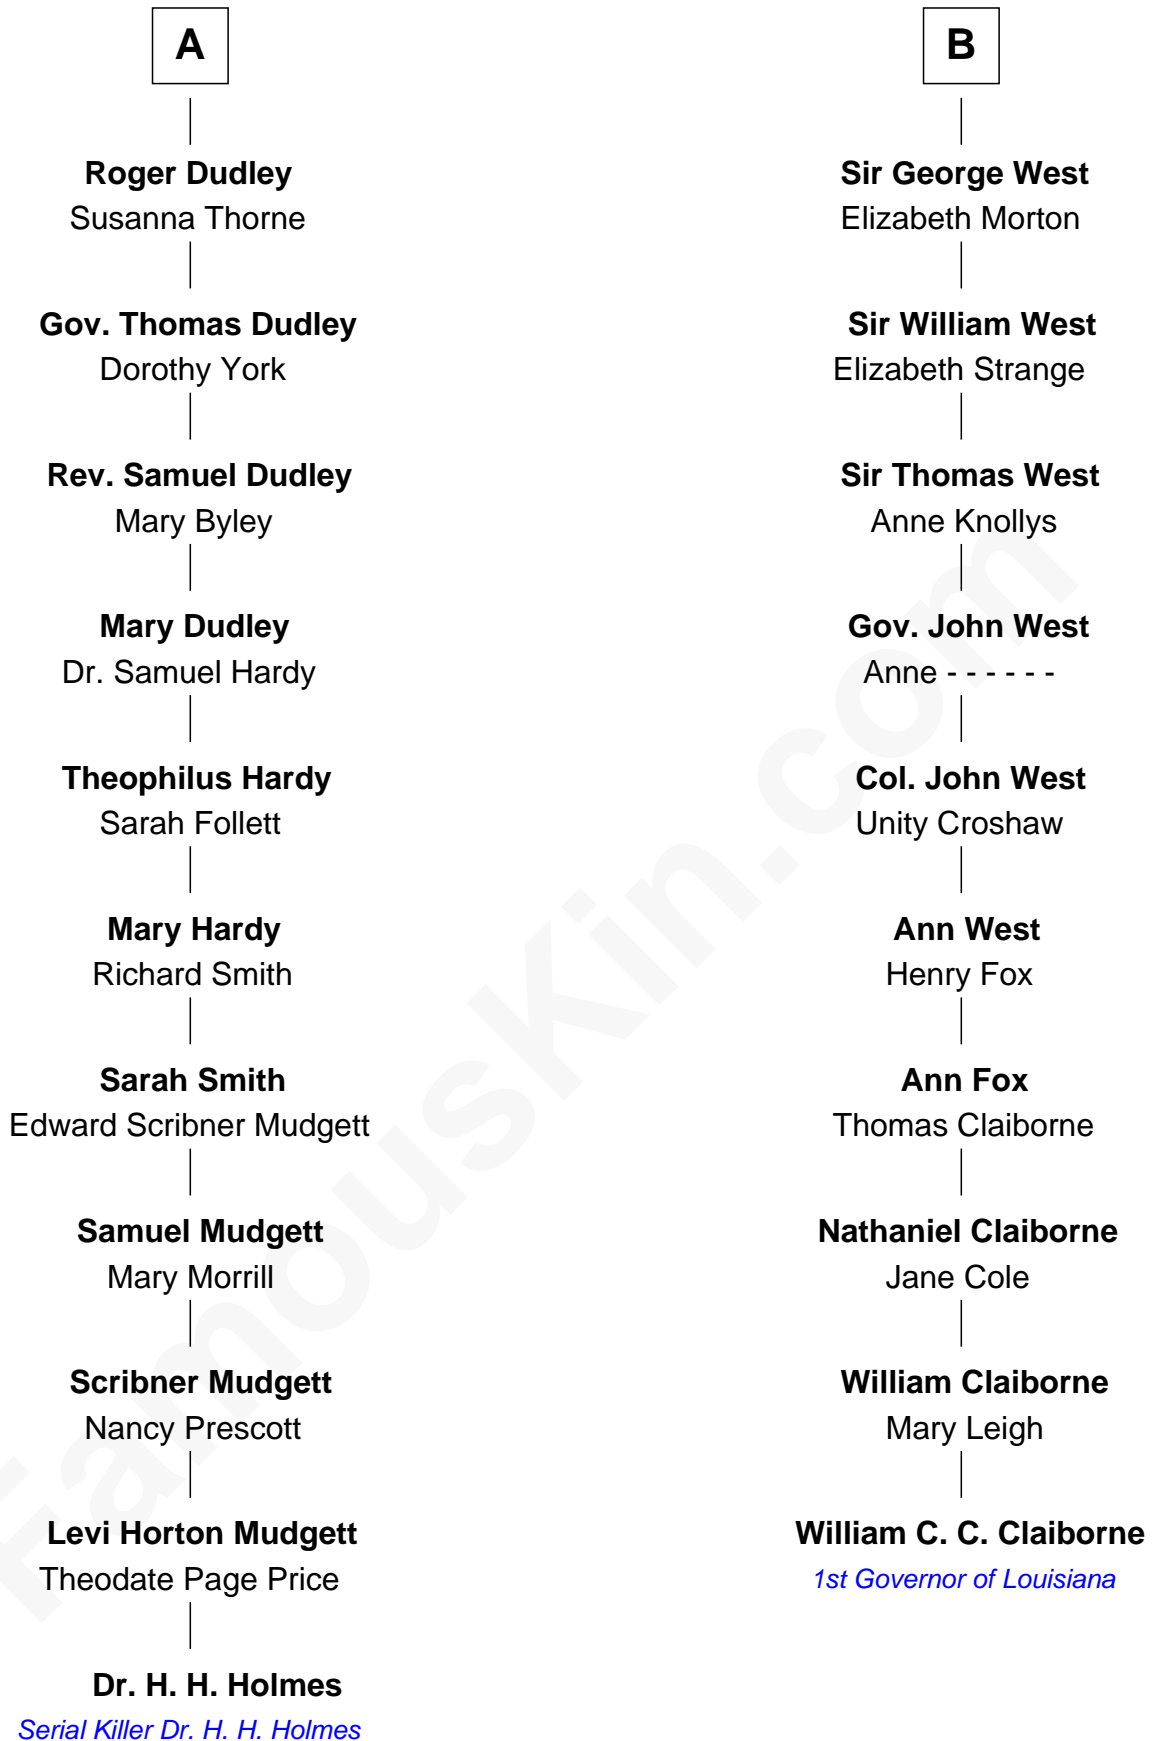 A
Roger Dudley
Susanna Thorne
Gov. Thomas Dudley
Dorothy York
Rev. Samuel Dudley
Mary Byley
Mary Dudley
Dr. Samuel Hardy
Theophilus Hardy
Sarah Follett
Mary Hardy
Richard Smith
Sarah Smith
Edward Scribner Mudgett
Samuel Mudgett
Mary Morrill
Scribner Mudgett
Nancy Prescott
Levi Horton Mudgett
Theodate Page Price
Dr. H. H. Holmes
Serial Killer Dr. H. H. Holmes
B
Sir George West
Elizabeth Morton
Sir William West
Elizabeth Strange
Sir Thomas West
Anne Knollys
Gov. John West
Anne - - - - - -
Col. John West
Unity Croshaw
Ann West
Henry Fox
Ann Fox
Thomas Claiborne
Nathaniel Claiborne
Jane Cole
William Claiborne
Mary Leigh
William C. C. Claiborne
1st Governor of Louisiana
FamousKin.com